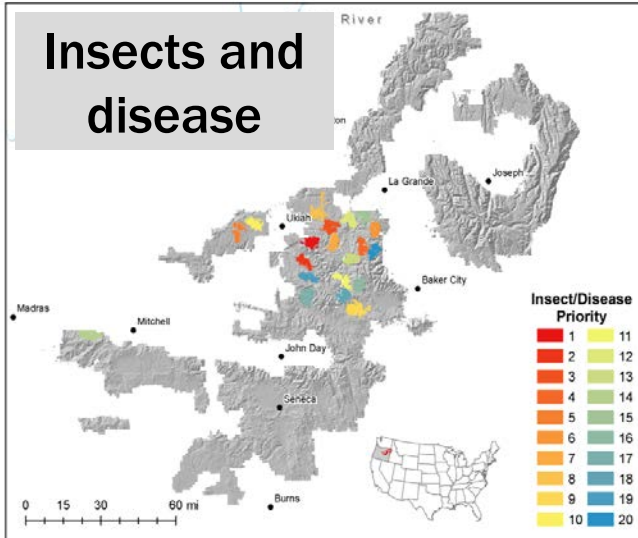 River
Insects and
disease
ton
Joseph
La Grande
Ukiah
Baker City
Madras
Mitchell
John Day
Seneca
Burns
0 15 30 60 mi
Insect/Disease
Priority
1 11
2 12
3 13
4 14
5 15
6 16
7 17
8 18
9 19
10 20